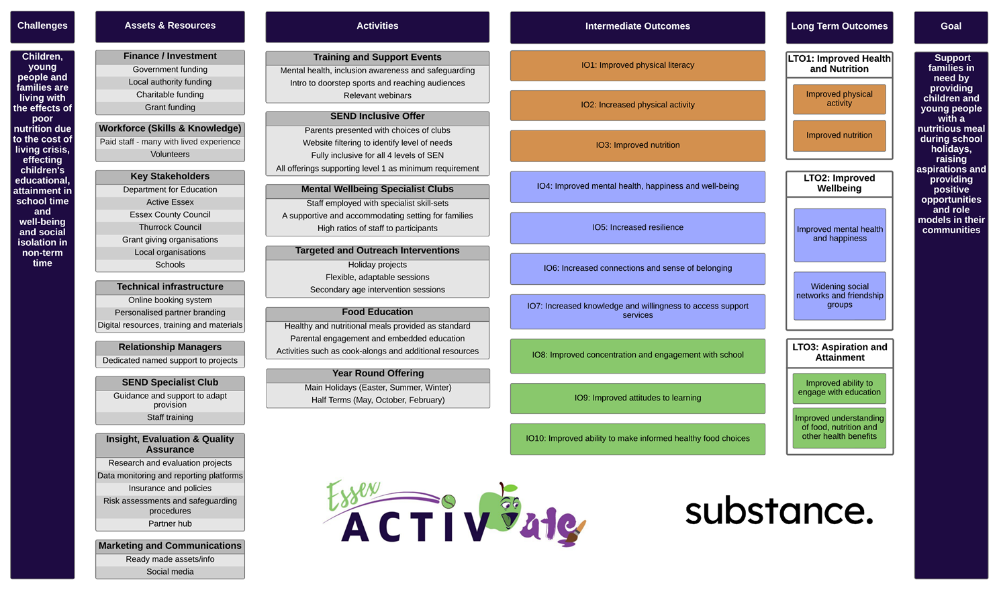 Challenges
Children,
young
people and
families are
living with
the effects of
poor
nutrition due
to the cost of
living crisis,
effecting
children's
educational,
attainment in
school time
and
well-being
and social
isolation in
non-term
time
Assets & Resources
Finance / Investment
Government funding
Local authority funding
Charitable funding
Grant funding
Workforce (Skills & Knowledge)
Paid staff - many with lived experience
Volunteers
Key Stakeholders
Department for Education
Active Essex
Essex County Council
Thurrock Council
Grant giving organisations
Local organisations
Schools
Technical infrastructure
Online booking system
Personalised partner branding
Digital resources, training and materials
Relationship Managers
Dedicated named support to projects
SEND Specialist Club
Guidance and support to adapt
provision
Staff training
Insight, Evaluation & Quality
Assurance
Research and evaluation projects
Data monitoring and reporting platforms
Insurance and policies
Risk assessments and safeguarding
procedures
Partner hub
Marketing and Communications
Ready made assets/info
Social media
Activities
Training and Support Events
Mental health, inclusion awareness and safeguarding
Intro to doorstep sports and reaching audiences
Relevant webinars
SEND Inclusive Offer
Parents presented with choices of clubs
Website filtering to identify level of needs
Fully inclusive for all 4 levels of SEN
All offerings supporting level 1 as minimum requirement
Mental Wellbeing Specialist Clubs
Staff employed with specialist skill-sets
A supportive and accommodating setting for families
High ratios of staff to participants
Targeted and Outreach Interventions
Holiday projects
Flexible, adaptable sessions
Secondary age intervention sessions
Food Education
Healthy and nutritional meals provided as standard
Parental engagement and embedded education
Activities such as cook-alongs and additional resources
Year Round Offering
Main Holidays (Easter, Summer, Winter)
Half Terms (May, October, February)
Intermediate Outcomes
IO1: Improved physical literacy
IO2: Increased physical activity
IO3: Improved nutrition
IO4: Improved mental health, happiness and well-being
IO5: Increased resilience
IO6: Increased connections and sense of belonging
IO7: Increased knowledge and willingness to access support
services
IO8: Improved concentration and engagement with school
IO9: Improved attitudes to learning
IO10: Improved ability to make informed healthy food choices
Long Term Outcomes
LTO1: Improved Health
and Nutrition
Improved physical
activity
Improved nutrition
LTO2: Improved
Wellbeing
Improved mental health
and happiness
Widening social
networks and friendship
groups
LTO3: Aspiration and
Attainment
Improved ability to
engage with education
Improved understanding
of food, nutrition and
other health benefits
Goal
Support
families in
need by
providing
children and
young people
with a
nutritious meal
during school
holidays,
raising
aspirations and
providing
positive
opportunities
and role
models in their
communities
Essex
ACTIVate
substance.